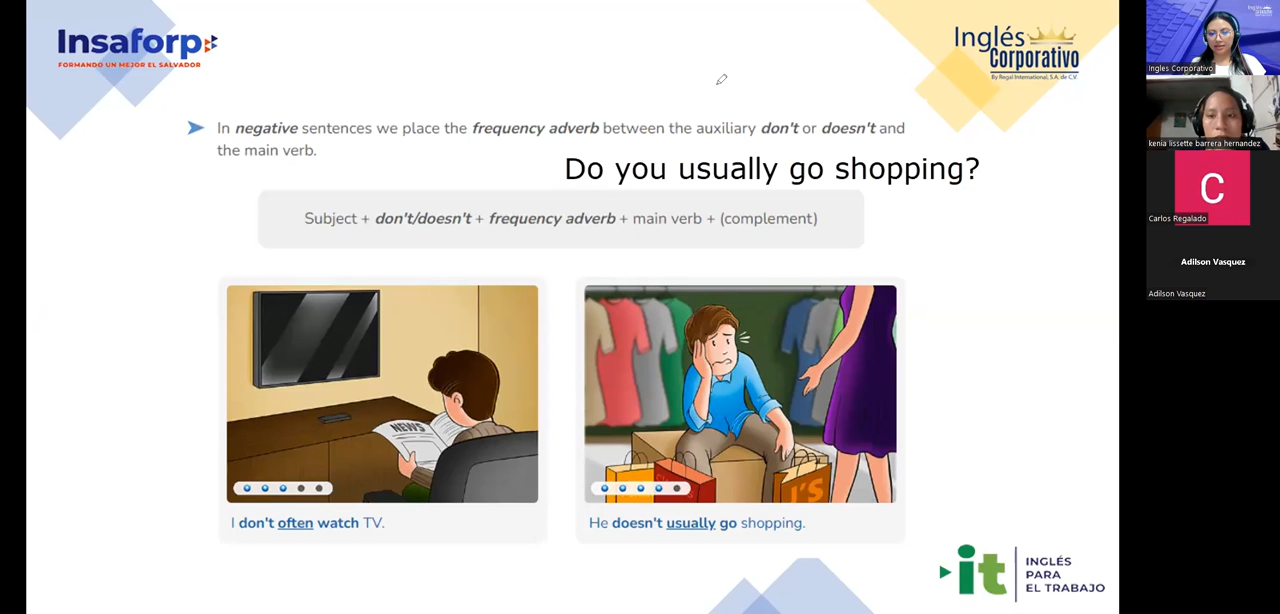 Insaforp
FORMANDO UN MEJOR EL SALVADOR
Inglés
Corporativo
By Regal International, S.A. de C.V.
In negative sentences we place the frequency adverb between the auxiliary don't or doesn't and
the main verb.
Do you usually go shopping?
Subject + don't/doesn't + frequency adverb + main verb + (complement)
NEWS
I don't often watch TV.
He doesn't usually go shopping.
it
INGLÉS
PARA
EL TRABAJO
Ingles Corporativo
kenia lissette barrera hernandez
C
Carlos Regalado
Adilson Vasquez
Adilson Vasquez